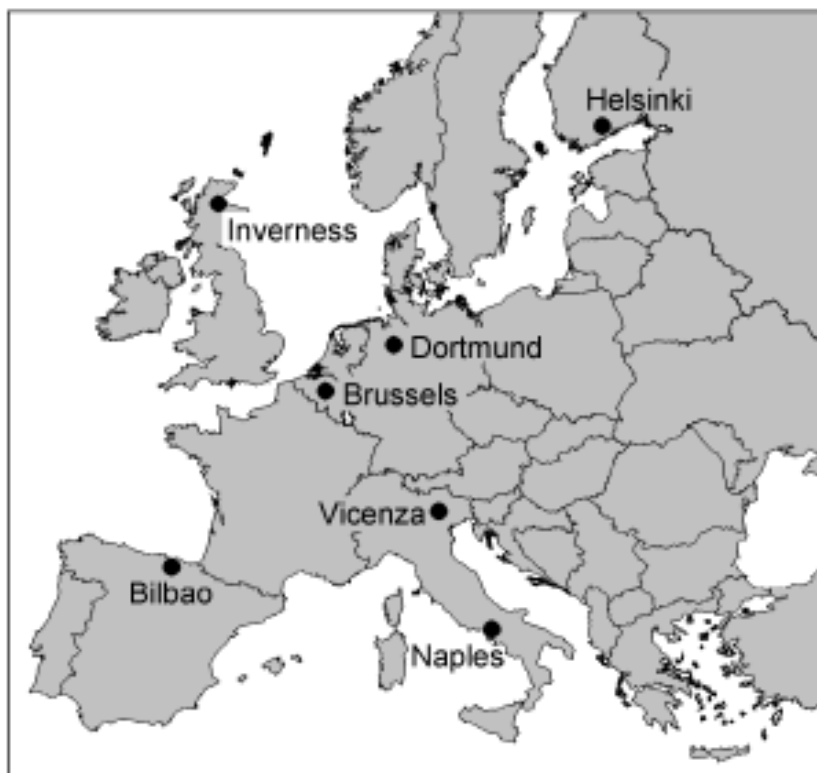 Helsinki
Inverness
Dortmund
Brussels
Vicenza
Bilbao
Naples